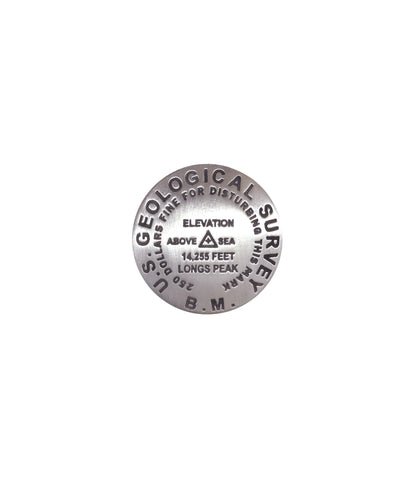 U.S. GEOLOGICAL SURVEY
250 DOLLARS FINE FOR DISTURBING THIS MARK
ELEVATION
ABOVE SEA
14,255 FEET
LONGS PEAK
B.M.